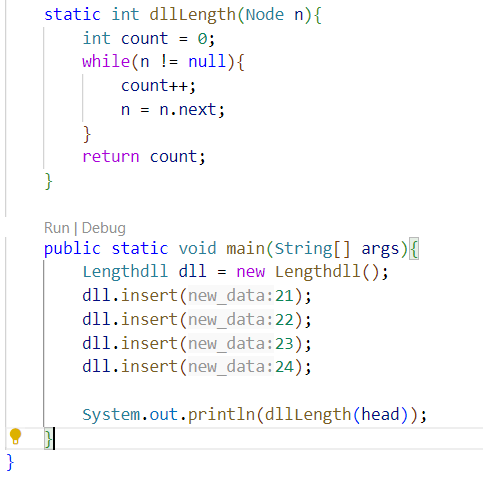 static int dllLength(Node n){
int count = 0;
while(n != null){
count++;
n = n.next;
}
return count;
}
Run | Debug
public static void main(String[] args){
Lengthdll dll = new Lengthdll();
dll.insert(new_data:21);
dll.insert(new_data:22);
dll.insert(new_data:23);
dll.insert(new_data:24);
System.out.println(dllLength(head));
}
}